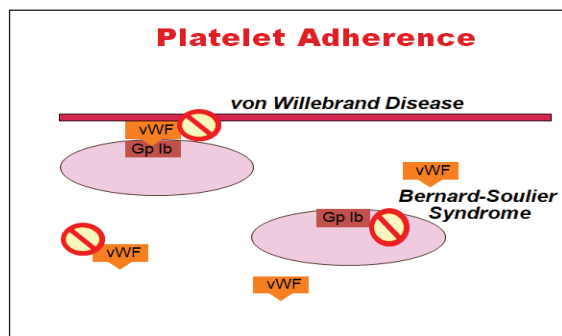 Platelet Adherence
von Willebrand Disease
vWF
Gp Ib
vWF
Bernard-Soulier
Syndrome
Gp Ib
vWF
vWF